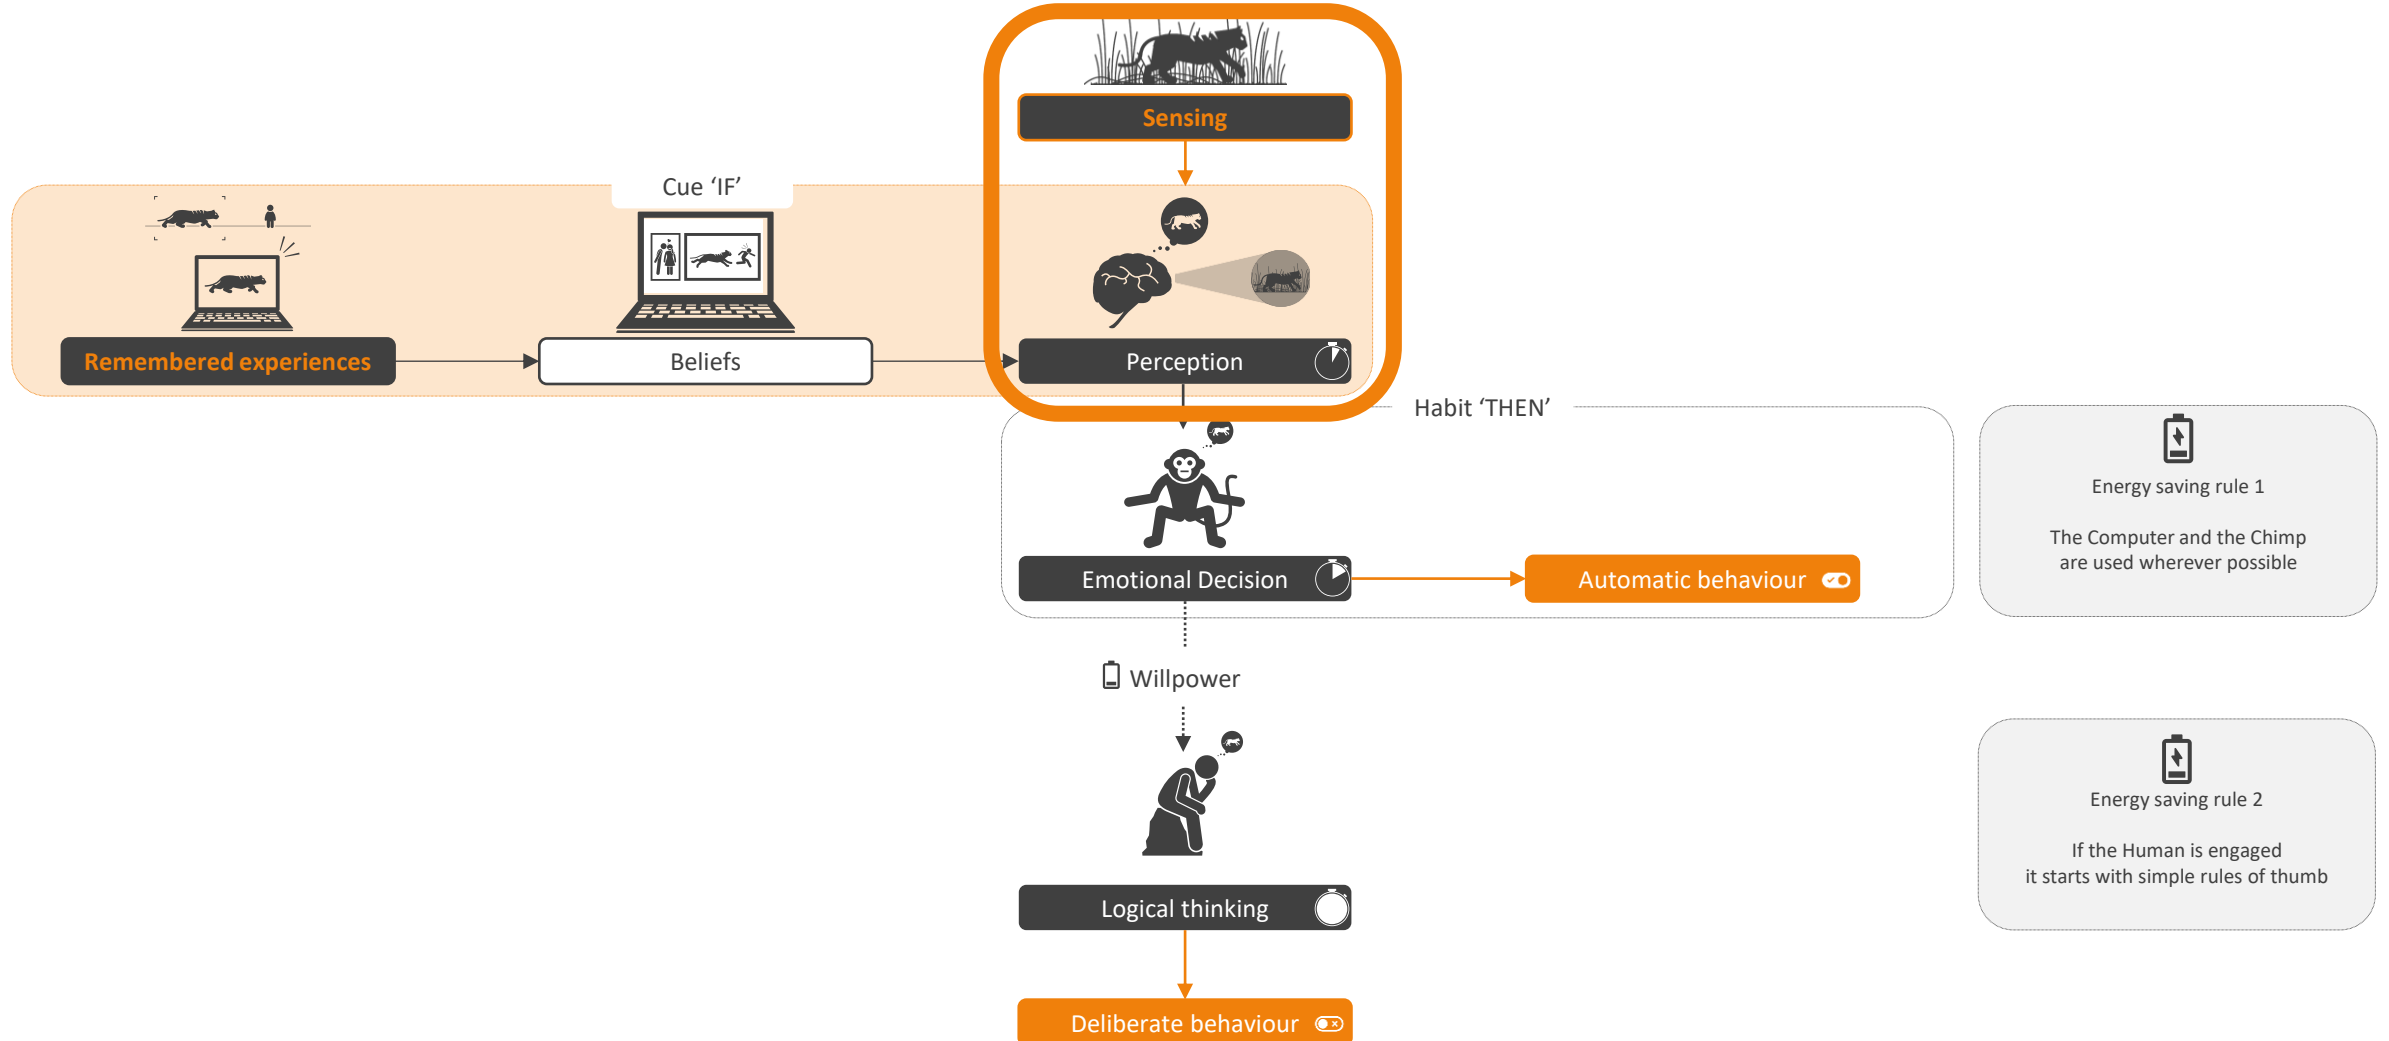 Sensing
Cue ‘IF’
Remembered experiences
Beliefs
Perception
Habit ‘THEN’
Energy saving rule 1
The Computer and the Chimp
are used wherever possible
Emotional Decision
Automatic behaviour
Willpower
Energy saving rule 2
If the Human is engaged
it starts with simple rules of thumb
Logical thinking
Deliberate behaviour